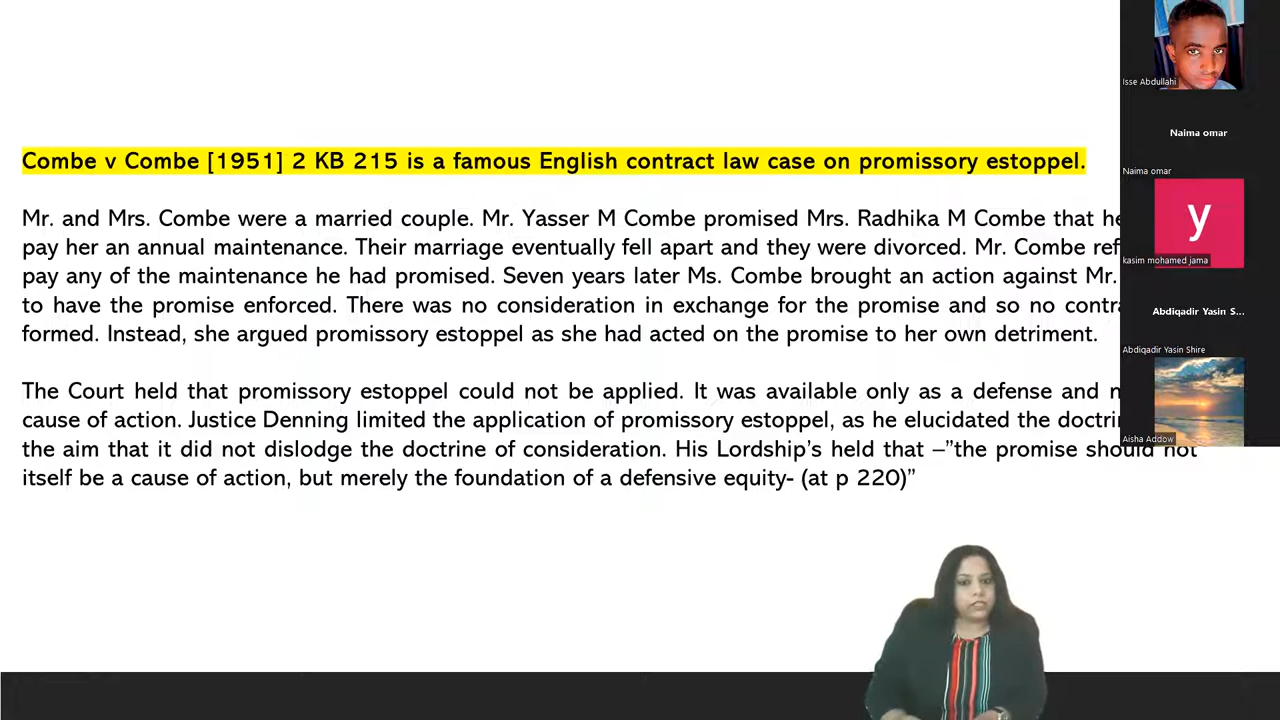 Combe v Combe [1951] 2 KB 215 is a famous English contract law case on promissory estoppel.
Mr. and Mrs. Combe were a married couple. Mr. Yasser M Combe promised Mrs. Radhika M Combe that he
pay her an annual maintenance. Their marriage eventually fell apart and they were divorced. Mr. Combe ref
pay any of the maintenance he had promised. Seven years later Ms. Combe brought an action against Mr.
to have the promise enforced. There was no consideration in exchange for the promise and so no contra
formed. Instead, she argued promissory estoppel as she had acted on the promise to her own detriment.
The Court held that promissory estoppel could not be applied. It was available only as a defense and n
cause of action. Justice Denning limited the application of promissory estoppel, as he elucidated the doctrin
the aim that it did not dislodge the doctrine of consideration. His Lordship’s held that –”the promise should not
itself be a cause of action, but merely the foundation of a defensive equity- (at p 220)”
Isse Abdullahi
Naima omar
Naima omar
y
kasim mohamed jama
Abdiqadir Yasin S...
Abdiqadir Yasin Shire
Aisha Addow